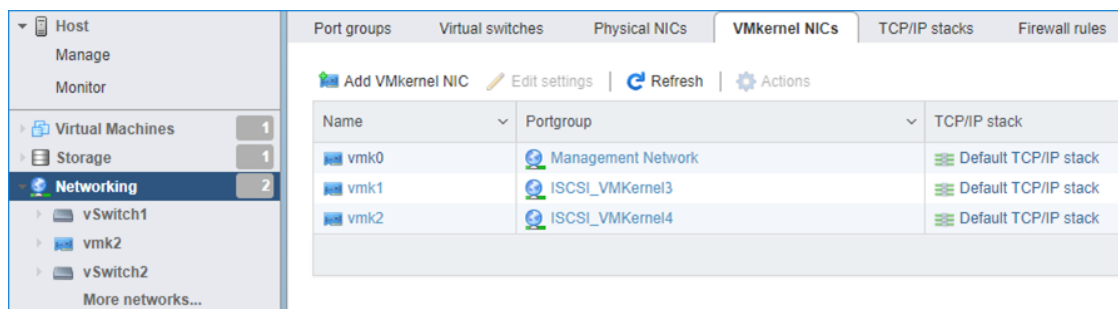 Host
Manage
Monitor
Virtual Machines 1
Storage 1
Networking 2
vSwitch1
vmk2
vSwitch2
More networks...
Port groups Virtual switches Physical NICs VMkernel NICs TCP/IP stacks Firewall rules
Add VMkernel NIC Edit settings Refresh Actions
Name Portgroup TCP/IP stack
vmk0 Management Network Default TCP/IP stack
vmk1 ISCSI_VMKernel3 Default TCP/IP stack
vmk2 ISCSI_VMKernel4 Default TCP/IP stack